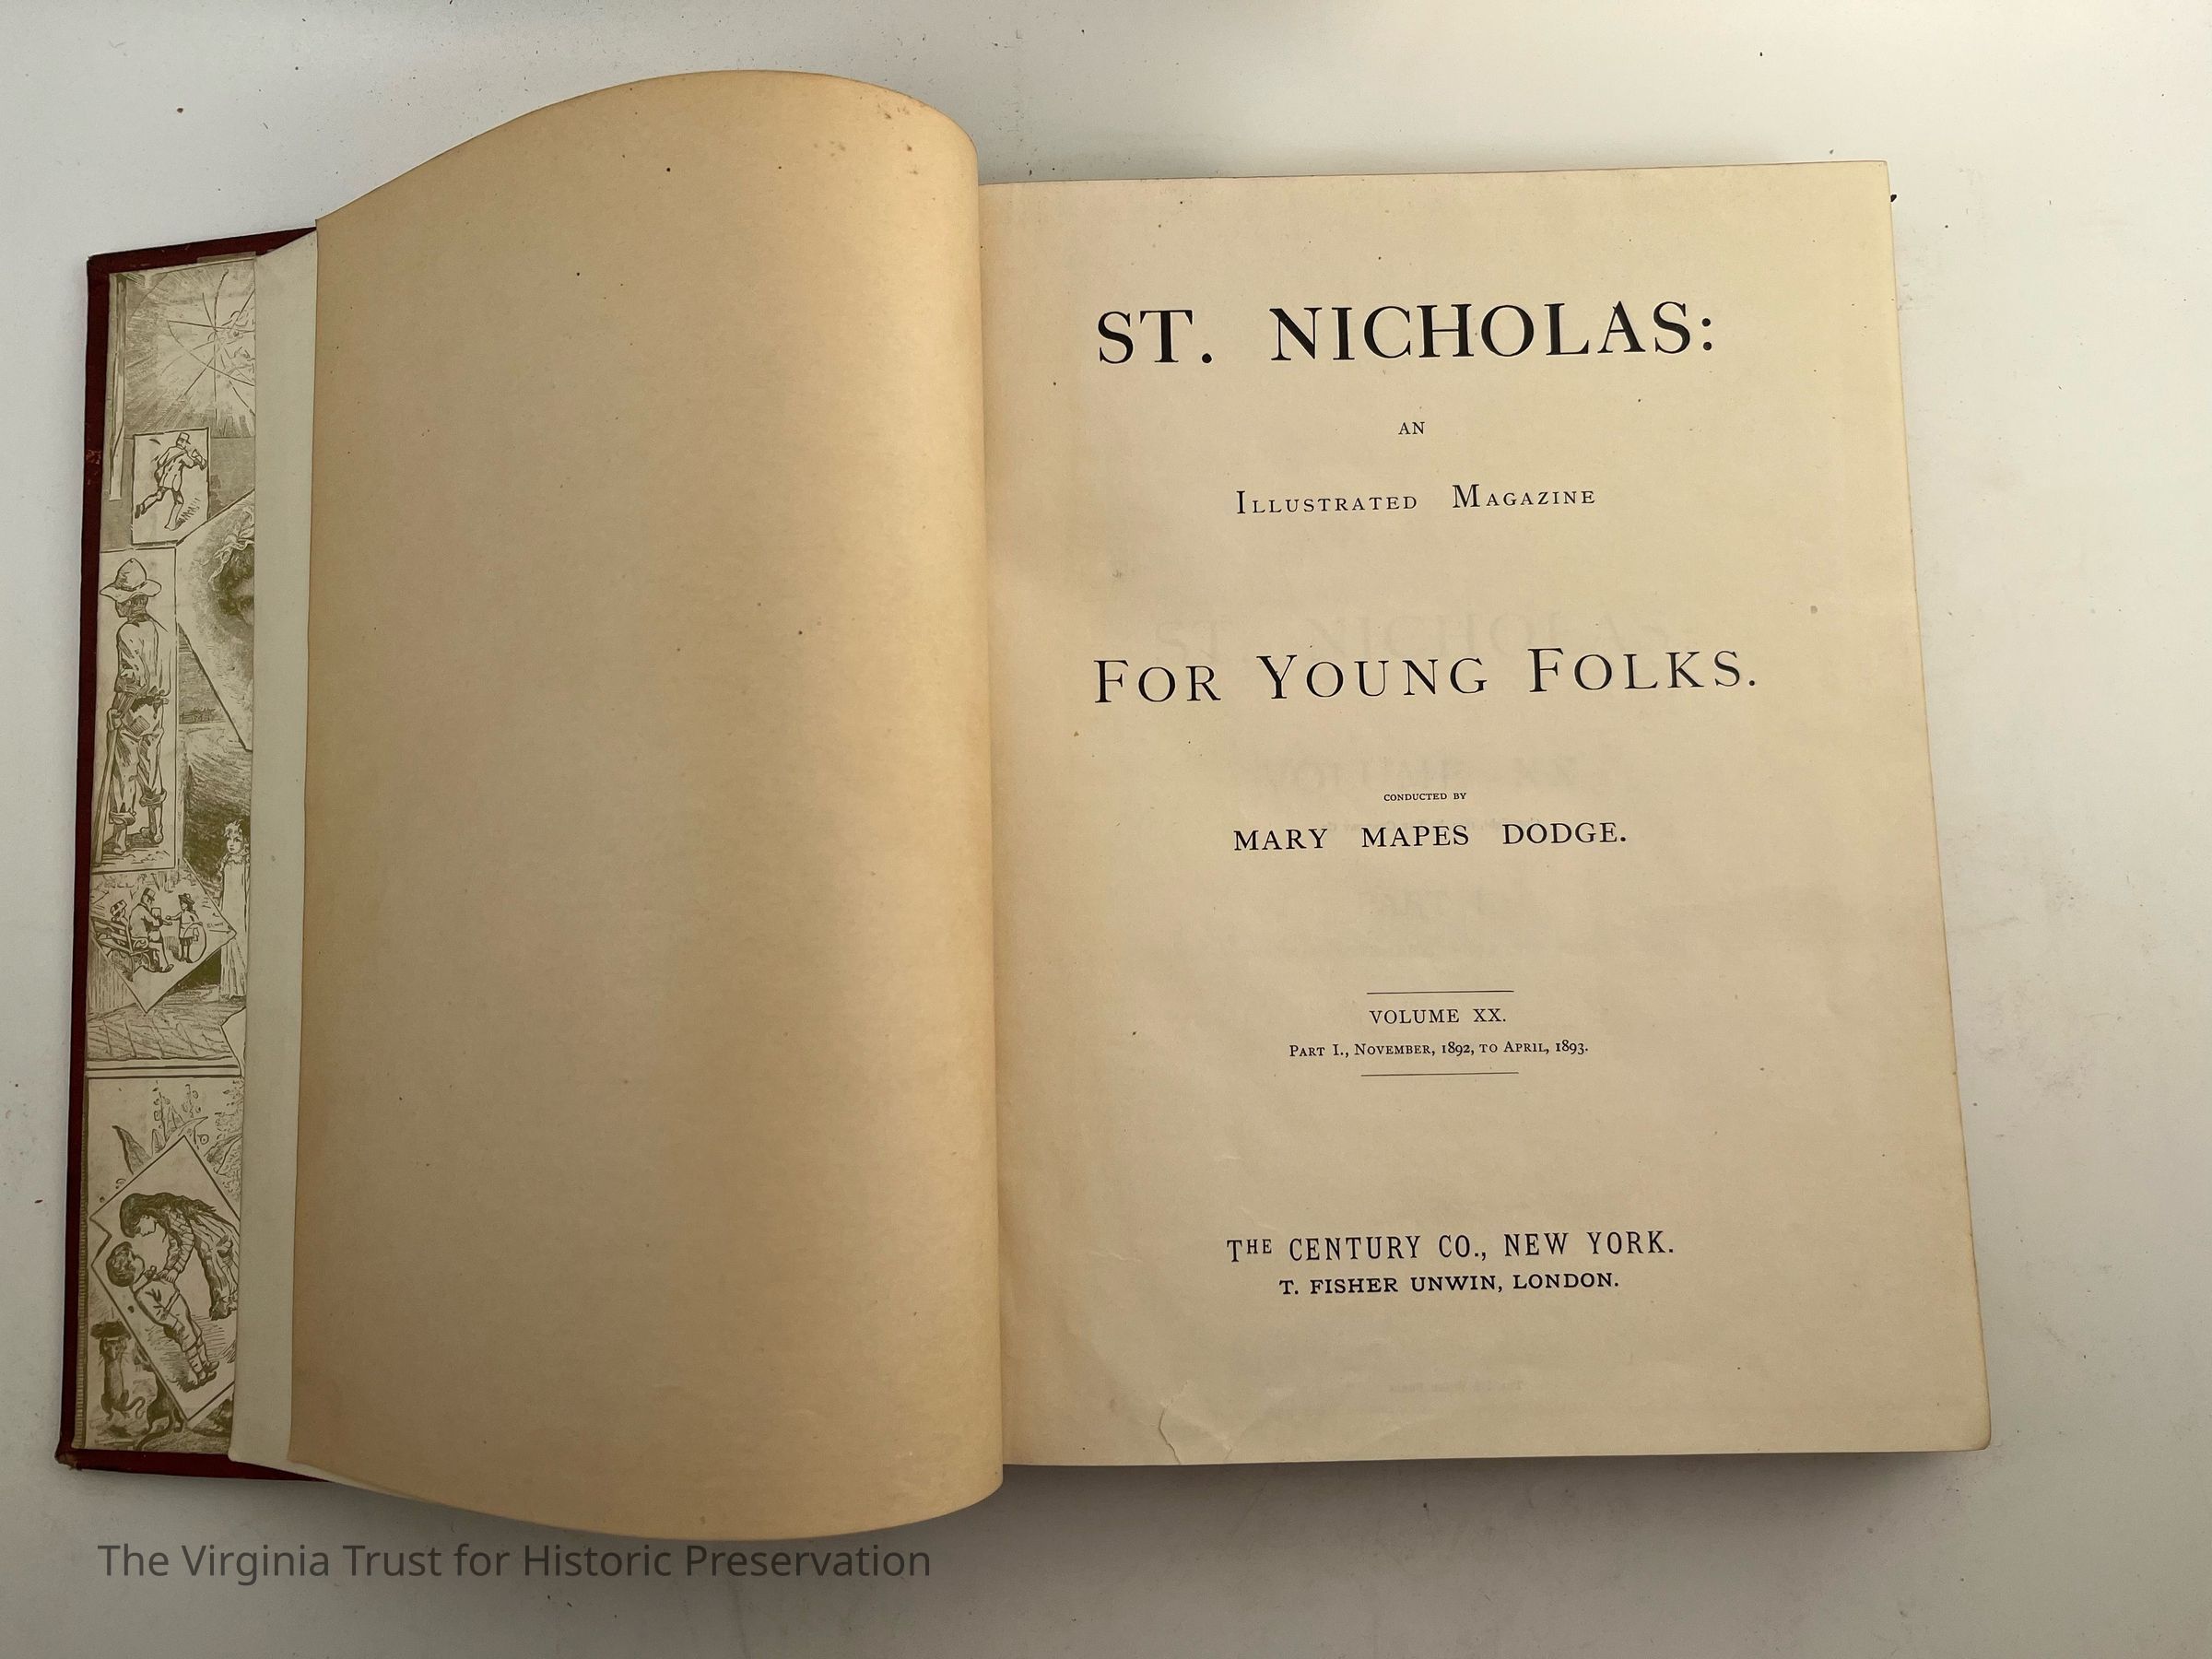 ST. NICHOLAS:
AN
ILLUSTRATED MAGAZINE
FOR YOUNG FOLKS.
CONDUCTED BY
MARY MAPES DODGE.
VOLUME XX.
PART I., NOVEMBER, 1892, TO APRIL, 1893.
THE CENTURY CO., NEW YORK.
T. FISHER UNWIN, LONDON.
The Virginia Trust for Historic Preservation